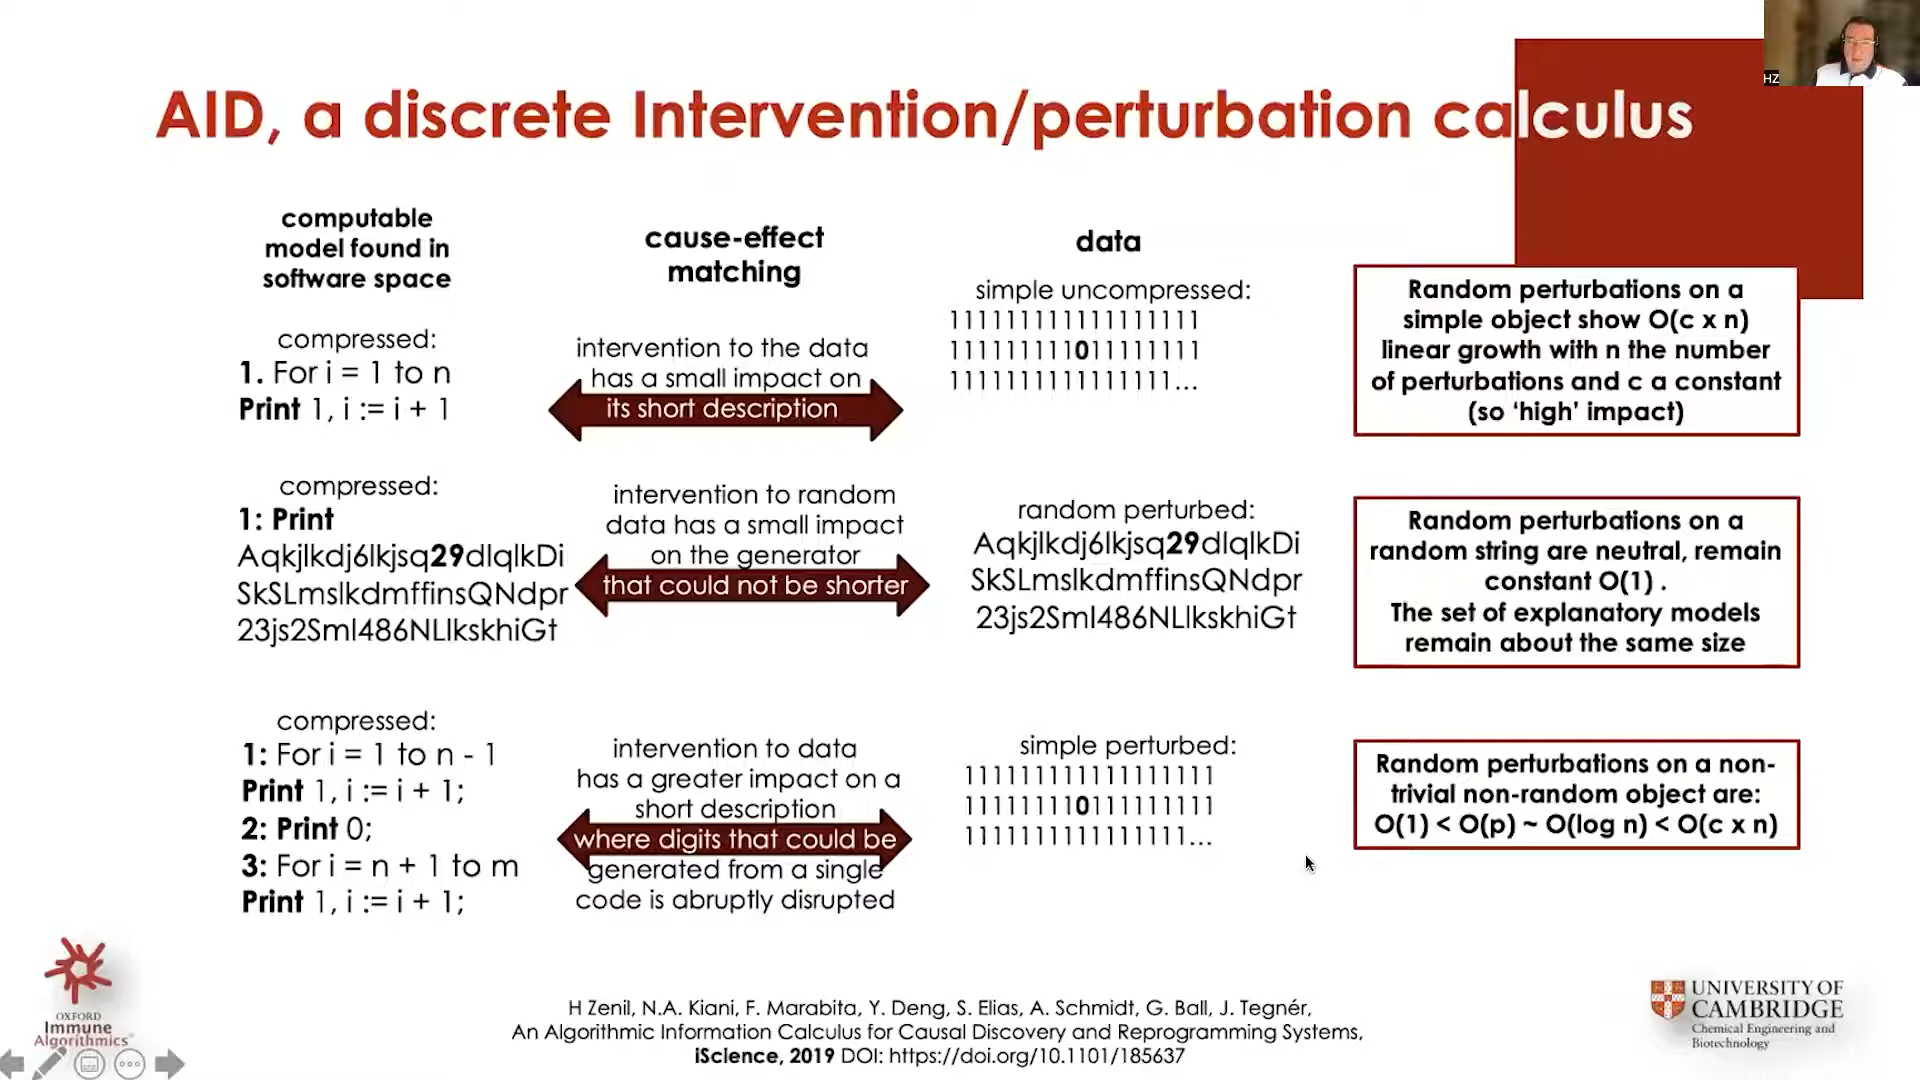 HZ
AID, a discrete Intervention/perturbation calculus
computable
model found in
software space
cause-effect
matching
data
compressed:
1. For i = 1 to n
Print 1, i := i + 1
intervention to the data
has a small impact on
its short description
simple uncompressed:
111111111111111111
111111111011111111
1111111111111111...
Random perturbations on a
simple object show O(c x n)
linear growth with n the number
of perturbations and c a constant
(so ‘high’ impact)
compressed:
1: Print
Aqkjlkdj6lkjsq29dlqlkDi
SkSLmslkdmffinsQNdpr
23js2Sml486NLlkskhiGt
intervention to random
data has a small impact
on the generator
that could not be shorter
random perturbed:
Aqkjlkdj6lkjsq29dlqlkDi
SkSLmslkdmffinsQNdpr
23js2Sml486NLlkskhiGt
Random perturbations on a
random string are neutral, remain
constant O(1) .
The set of explanatory models
remain about the same size
compressed:
1: For i = 1 to n - 1
Print 1, i := i + 1;
2: Print 0;
3: For i = n + 1 to m
Print 1, i := i + 1;
intervention to data
has a greater impact on a
short description
where digits that could be
generated from a single
code is abruptly disrupted
simple perturbed:
111111111111111111
111111110111111111
1111111111111111...
Random perturbations on a non-
trivial non-random object are:
O(1) < O(p) ~ O(log n) < O(c x n)
OXFORD
Immune
Algorithmics
H Zenil, N.A. Kiani, F. Marabita, Y. Deng, S. Elias, A. Schmidt, G. Ball, J. Tegnér,
An Algorithmic Information Calculus for Causal Discovery and Reprogramming Systems,
iScience, 2019 DOI: https://doi.org/10.1101/185637
UNIVERSITY OF
CAMBRIDGE
Chemical Engineering and
Biotechnology